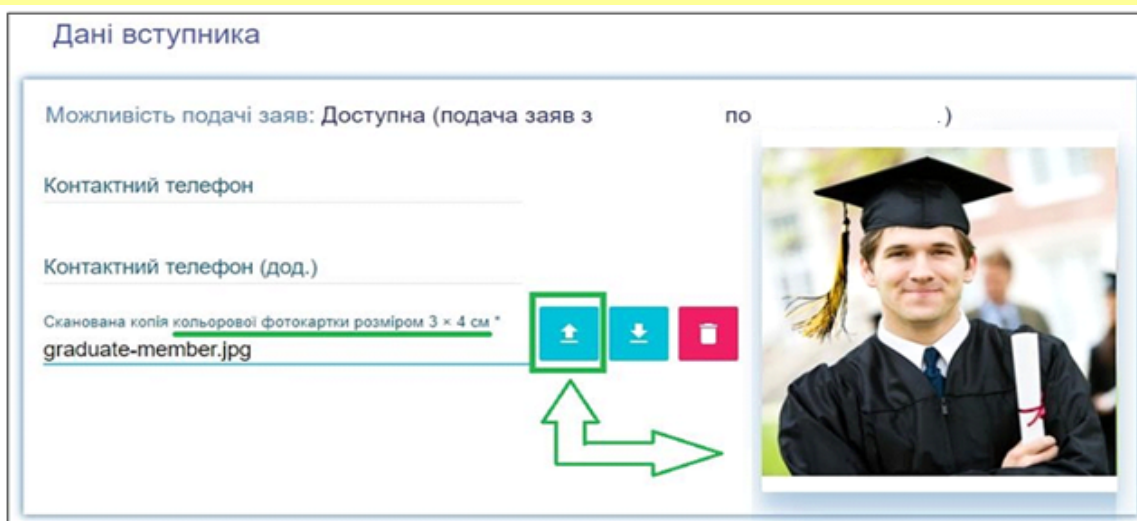 Дані вступника
Можливість подачі заяв: Доступна (подача заяв з по .)
Контактний телефон
Контактний телефон (дод.)
Сканована копія кольорової фотокартки розміром 3 × 4 см *
graduate-member.jpg